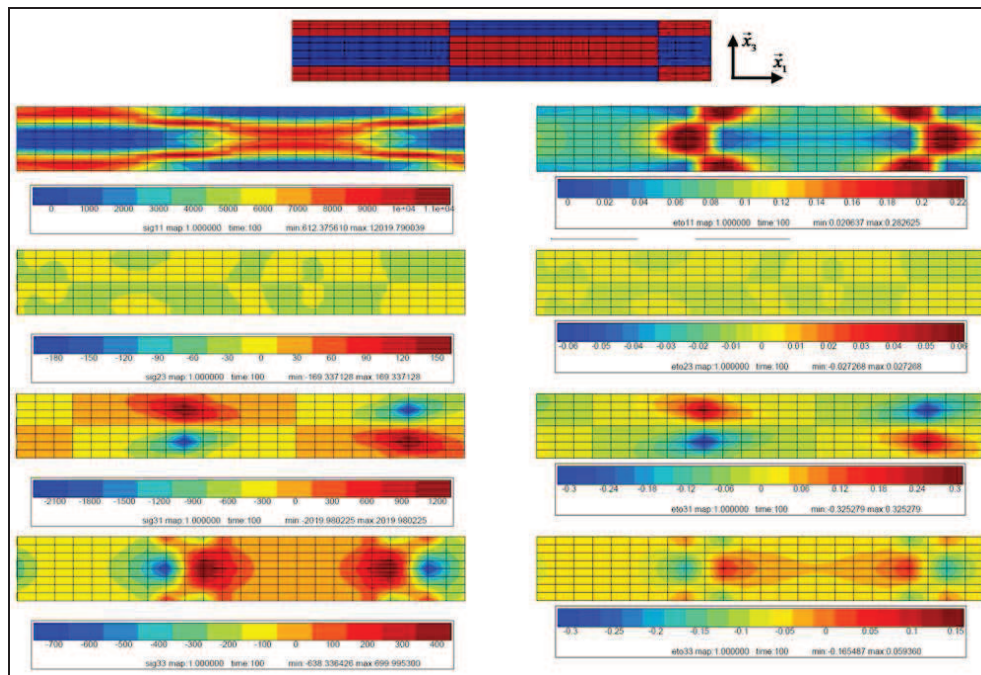 x⃗3
x⃗1
0. 1000 2000 3000 4000 5000 6000 7000 8000 9000 1e+04 1.1e+04
sig11 map:1.000000 time:100 min:612.375610 max:12019.790039
0 0.02 0.04 0.06 0.08 0.1 0.12 0.14 0.16 0.18 0.2 0.22
eto11 map:1.000000 time:100 min:0.020637 max:0.282625
-180 -150 -120 -90 -60 -30 0 30 60 90 120 150
sig23 map:1.000000 time:100 min:-169.337128 max:169.337128
-0.06 -0.05 -0.04 -0.03 -0.02 -0.01 0 0.01 0.02 0.03 0.04 0.05 0.06
eto23 map:1.000000 time:100 min:-0.027268 max:0.027268
-2100 -1800 -1500 -1200 -900 -600 -300 0 300 600 900 1200
sig31 map:1.000000 time:100 min:-2019.980225 max:2019.980225
-0.3 -0.24 -0.18 -0.12 -0.06 0 0.06 0.12 0.18 0.24 0.3
eto31 map:1.000000 time:100 min:-0.325279 max:0.325279
-700 -600 -500 -400 -300 -200 -100 0 100 200 300 400
sig33 map:1.000000 time:100 min:-638.336426 max:699.995300
-0.3 -0.25 -0.2 -0.15 -0.1 -0.05 0 0.05 0.1 0.15
eto33 map:1.000000 time:100 min:-0.165487 max:0.059360